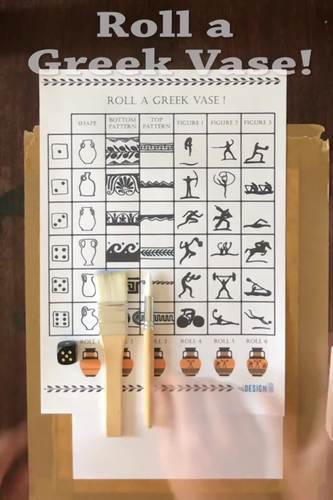 Roll a
Greek Vase!
ROLL A GREEK VASE !
SHAPE
BOTTOM PATTERN
TOP PATTERN
FIGURE 1
FIGURE 2
FIGURE 3
ROLL 4
ROLL 5
ROLL 6
DESIGN